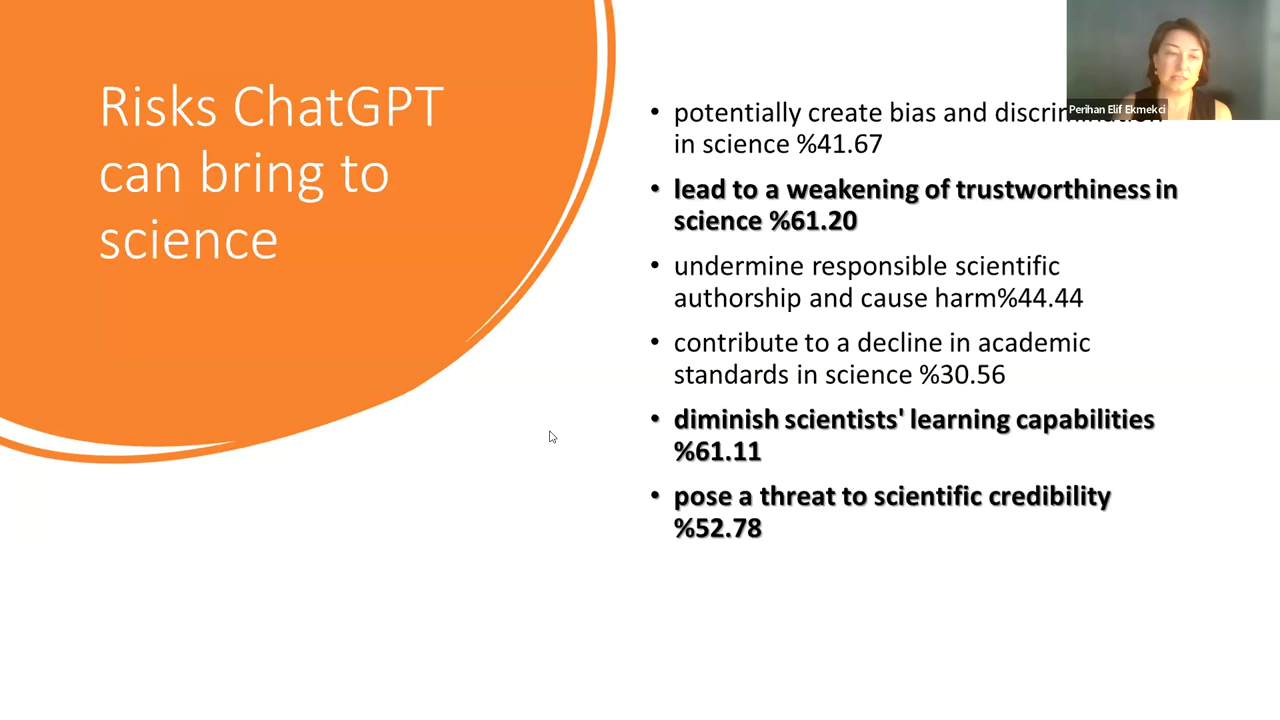 Risks ChatGPT
can bring to
science
Perihan Elif Ekmekci
• potentially create bias and discrimination
in science %41.67
• lead to a weakening of trustworthiness in
science %61.20
• undermine responsible scientific
authorship and cause harm%44.44
• contribute to a decline in academic
standards in science %30.56
• diminish scientists' learning capabilities
%61.11
• pose a threat to scientific credibility
%52.78